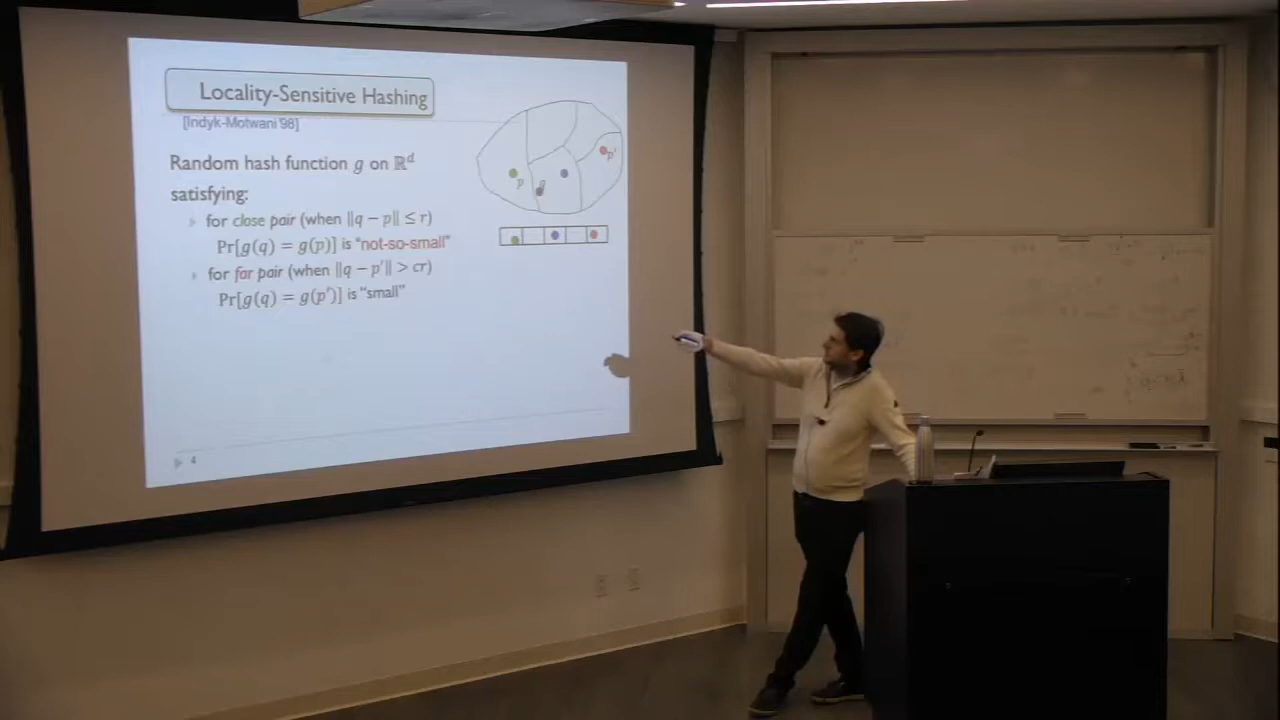 Locality-Sensitive Hashing
[Indyk-Motwani'98]
Random hash function g on ℝᵈ
satisfying:
for close pair (when ‖q − p‖ ≤ r)
Pr[g(q) = g(p)] is "not-so-small"
for far pair (when ‖q − p′‖ > cr)
Pr[g(q) = g(p′)] is "small"
p′
p
q
4